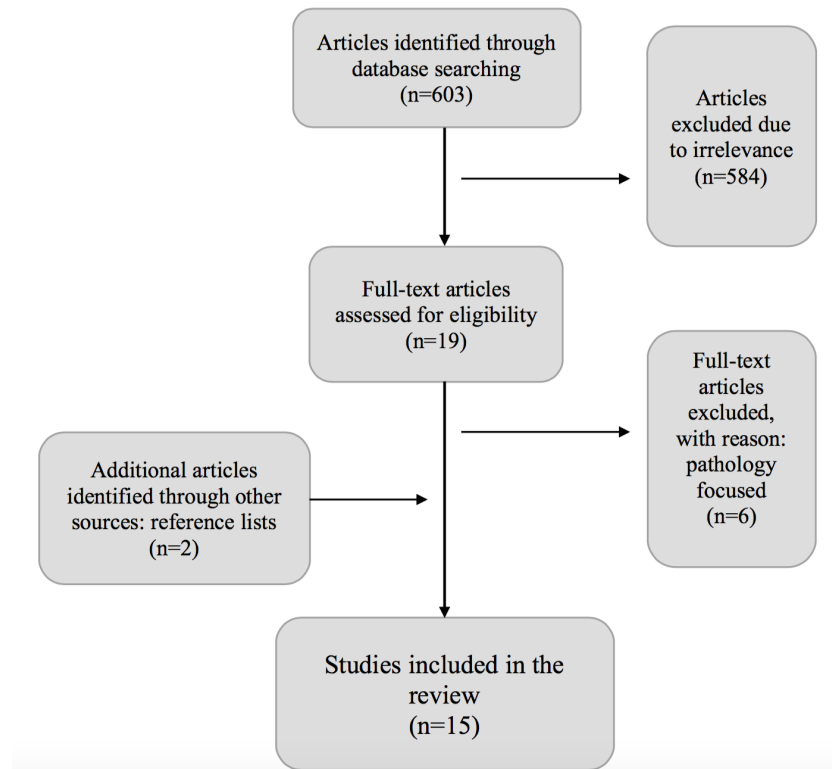 Articles identified through
database searching
(n=603)
Articles
excluded due
to irrelevance
(n=584)
Full-text articles
assessed for eligibility
(n=19)
Full-text
articles
excluded,
with reason:
pathology
focused
(n=6)
Additional articles
identified through other
sources: reference lists
(n=2)
Studies included in the
review
(n=15)